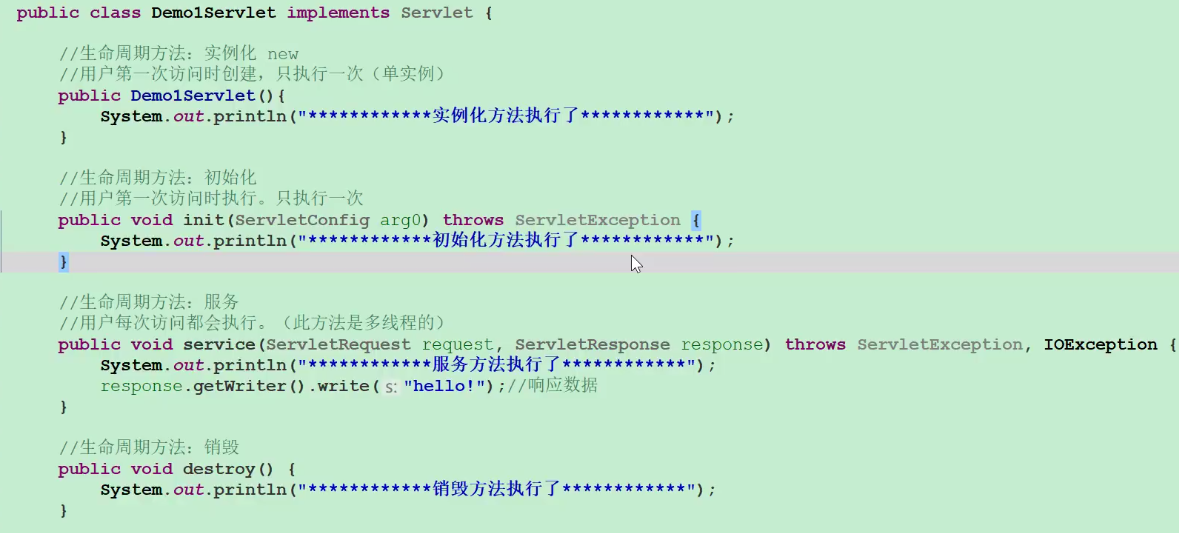 public class Demo1Servlet implements Servlet {
//生命周期方法：实例化 new
//用户第一次访问时创建，只执行一次（单实例）
public Demo1Servlet(){
System.out.println("************实例化方法执行了************");
}
//生命周期方法：初始化
//用户第一次访问时执行。只执行一次
public void init(ServletConfig arg0) throws ServletException {
System.out.println("************初始化方法执行了************");
}
//生命周期方法：服务
//用户每次访问都会执行。（此方法是多线程的）
public void service(ServletRequest request, ServletResponse response) throws ServletException, IOException {
System.out.println("************服务方法执行了************");
response.getWriter().write( s: "hello!");//响应数据
}
//生命周期方法：销毁
public void destroy() {
System.out.println("************销毁方法执行了************");
}